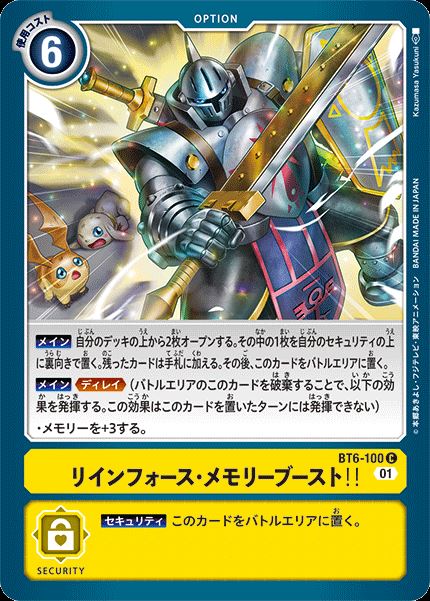 OPTION
使用コスト
6
Kazumasa Yasukuni
©本郷あきよし・フジテレビ・東映アニメーション BANDAI MADE IN JAPAN
メイン 自分のデッキの上から2枚オープンする。その中の1枚を自分のセキュリティの上
に裏向きで置く。残ったカードは手札に加える。その後、このカードをバトルエリアに置く。
メイン ディレイ (バトルエリアのこのカードを破棄することで、以下の効
果を発揮する。この効果はこのカードを置いたターンには発揮できない)
・メモリーを+3する。
BT6-100 C
リインフォース・メモリーブースト!!
01
セキュリティ このカードをバトルエリアに置く。
SECURITY